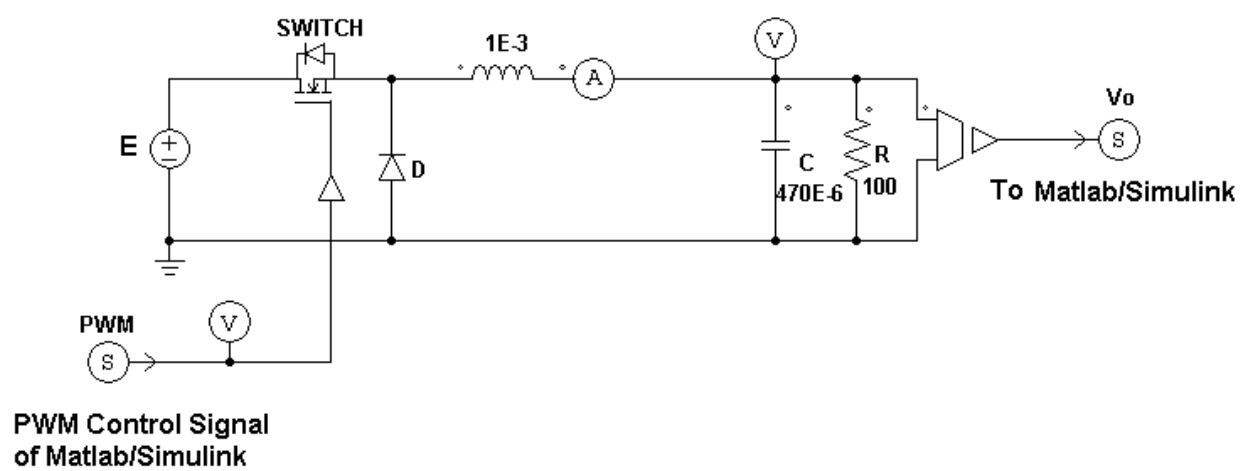 SWITCH
1E-3
V
A
Vo
S
E
+
−
D
C
470E-6
R
100
To Matlab/Simulink
PWM
V
S
PWM Control Signal
of Matlab/Simulink